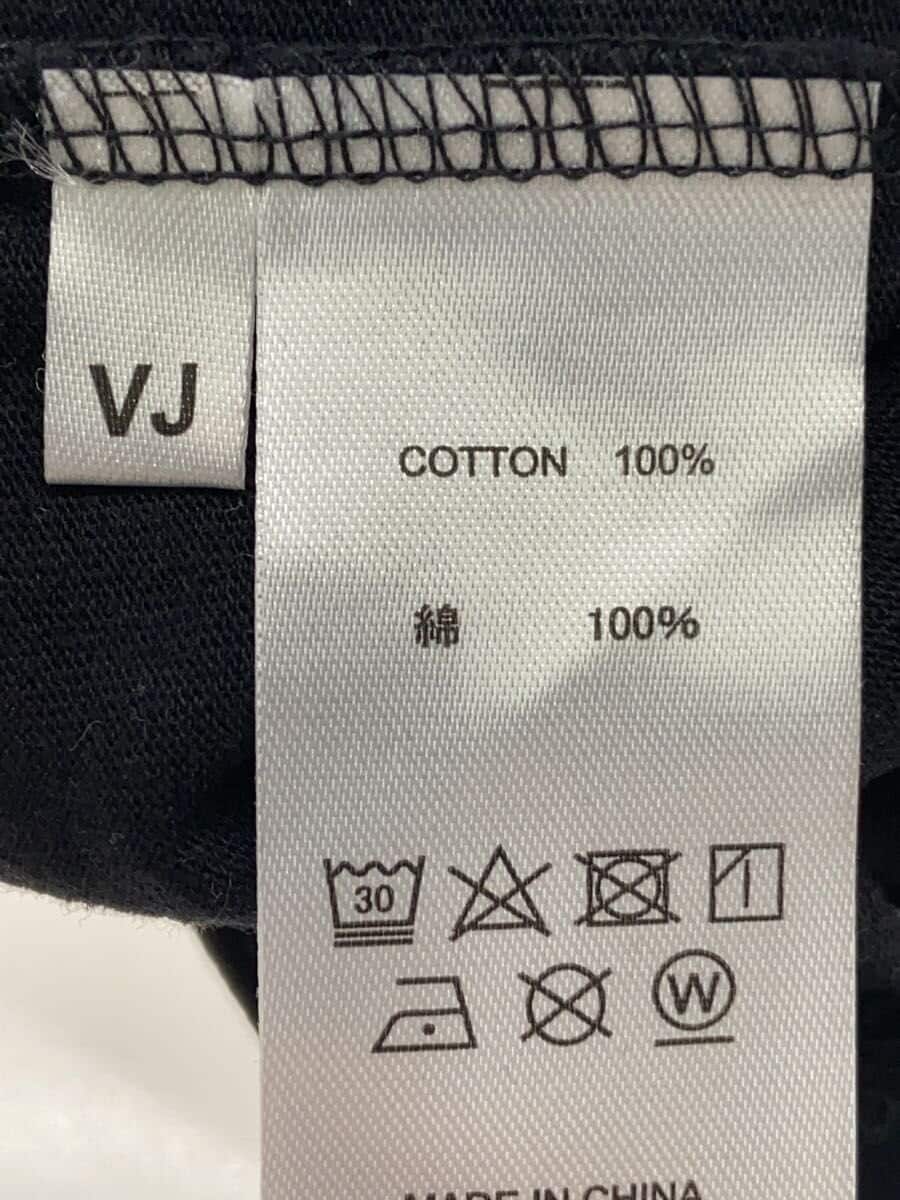 VJ
COTTON 100%
綿 100%
30
W
MADE IN CHINA